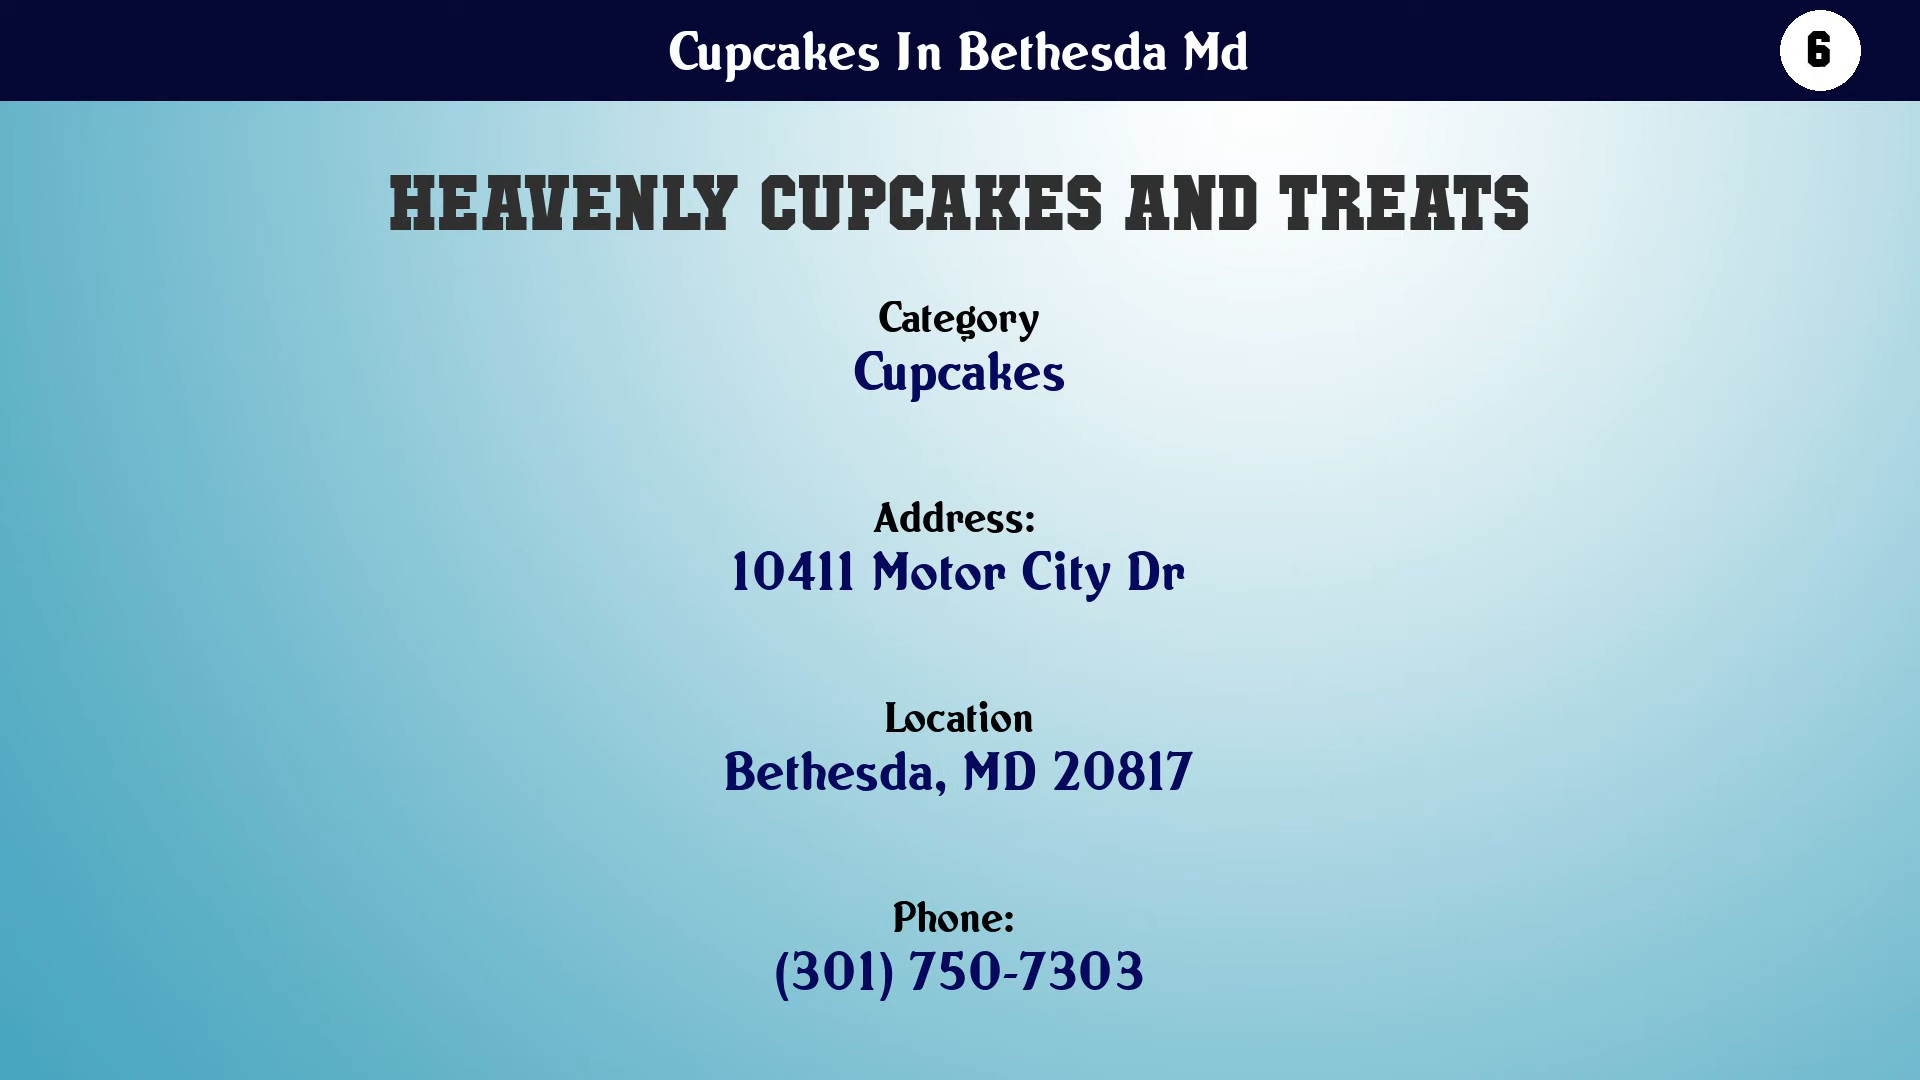 Cupcakes In Bethesda Md
6
HEAVENLY CUPCAKES AND TREATS
Category
Cupcakes
Address:
10411 Motor City Dr
Location
Bethesda, MD 20817
Phone:
(301) 750-7303